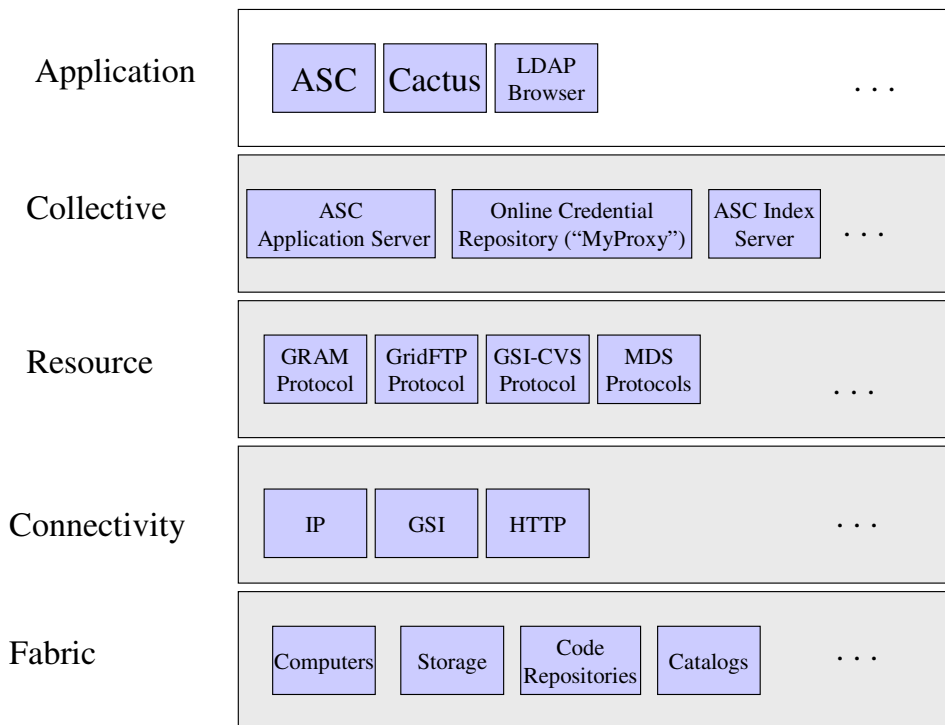 Application
ASC
Cactus
LDAP
Browser
. . .
Collective
ASC
Application Server
Online Credential
Repository (“MyProxy”)
ASC Index
Server
. . .
Resource
GRAM
Protocol
GridFTP
Protocol
GSI-CVS
Protocol
MDS
Protocols
. . .
Connectivity
IP
GSI
HTTP
. . .
Fabric
Computers
Storage
Code
Repositories
Catalogs
. . .